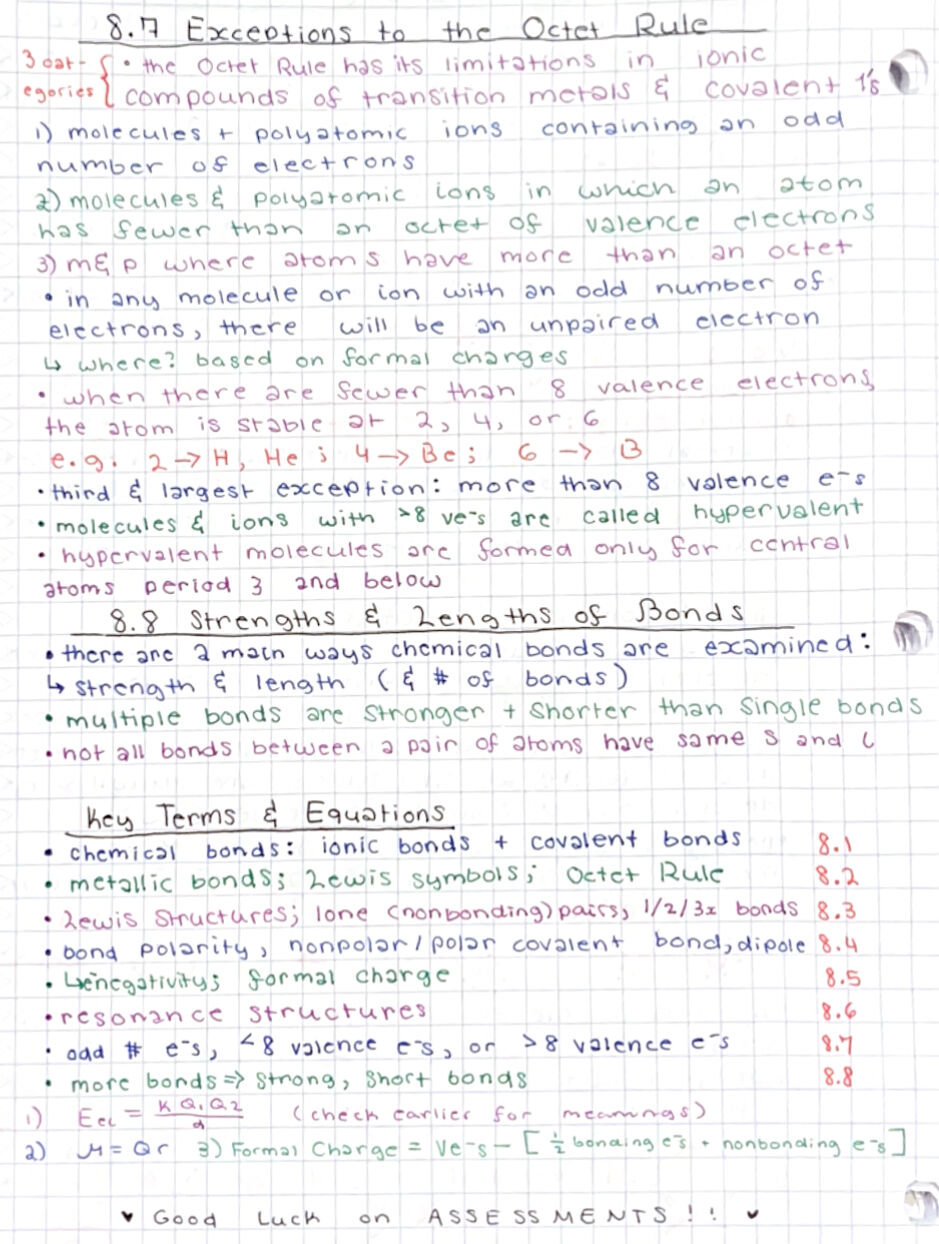 8.7 Exceptions to the Octet Rule
3 cat-
egories
• the Octet Rule has its limitations in ionic
compounds of transition metals & covalent 1's
1) molecules + polyatomic ions containing an odd
number of electrons
2) molecules & polyatomic ions in which an atom
has fewer than an octet of valence electrons
3) m&p where atoms have more than an octet
• in any molecule or ion with an odd number of
electrons, there will be an unpaired electron
↳ where? based on formal charges
• when there are fewer than 8 valence electrons,
the atom is stable at 2, 4, or 6
e.g. 2 → H, He; 4 → Be; 6 → B
• third & largest exception: more than 8 valence e⁻s
• molecules & ions with >8 ve⁻s are called hypervalent
• hypervalent molecules are formed only for central
atoms period 3 and below
8.8 Strengths & Lengths of Bonds
• there are 2 main ways chemical bonds are examined:
↳ strength & length (& # of bonds)
• multiple bonds are stronger + shorter than single bonds
• not all bonds between a pair of atoms have same S and L
Key Terms & Equations
• chemical bonds: ionic bonds + covalent bonds 8.1
• metallic bonds; Lewis symbols; Octet Rule 8.2
• Lewis structures; lone (nonbonding) pairs, 1/2/3x bonds 8.3
• bond polarity, nonpolar/polar covalent bond, dipole 8.4
• ↳enegativity; formal charge 8.5
• resonance structures 8.6
• odd # e⁻s, <8 valence e⁻s, or >8 valence e⁻s 8.7
• more bonds => strong, short bonds 8.8
1) Eel = KQ₁Q2/d (check earlier for meanings)
2) μ = Qr 3) Formal Charge = Ve⁻s − [½ bonding e⁻s + nonbonding e⁻s]
♥ Good Luck on ASSESSMENTS!! ♥